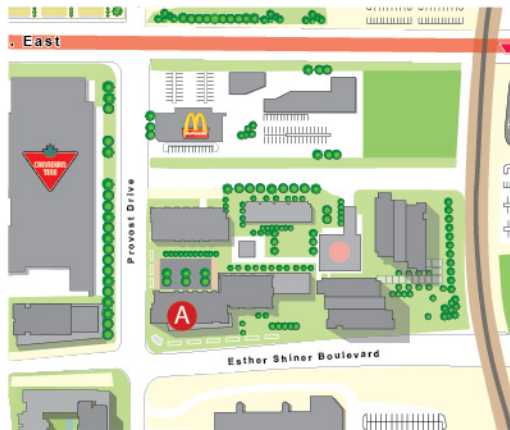 . East
CANADIAN
TIRE
Provost Drive
A
Esther Shiner Boulevard